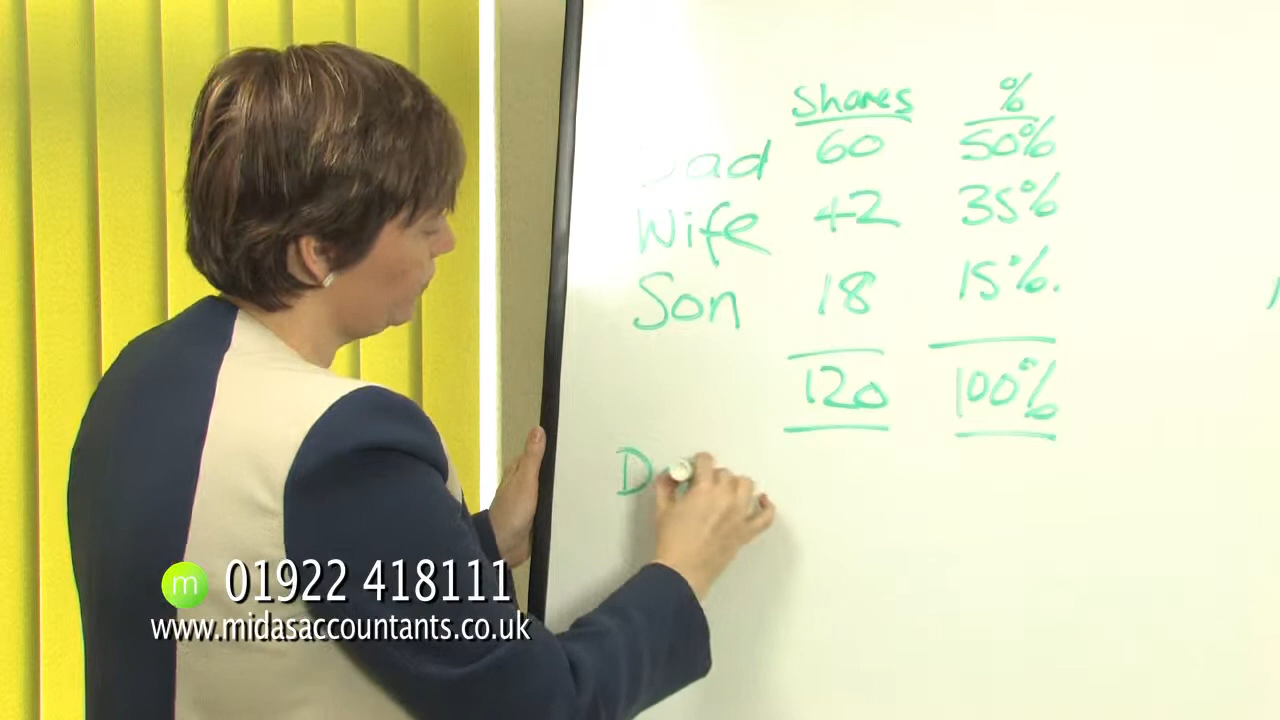 Shares %
Dad 60 50%
Wife 42 35%
Son 18 15%.
120 100%
D
m 01922 418111
www.midasaccountants.co.uk